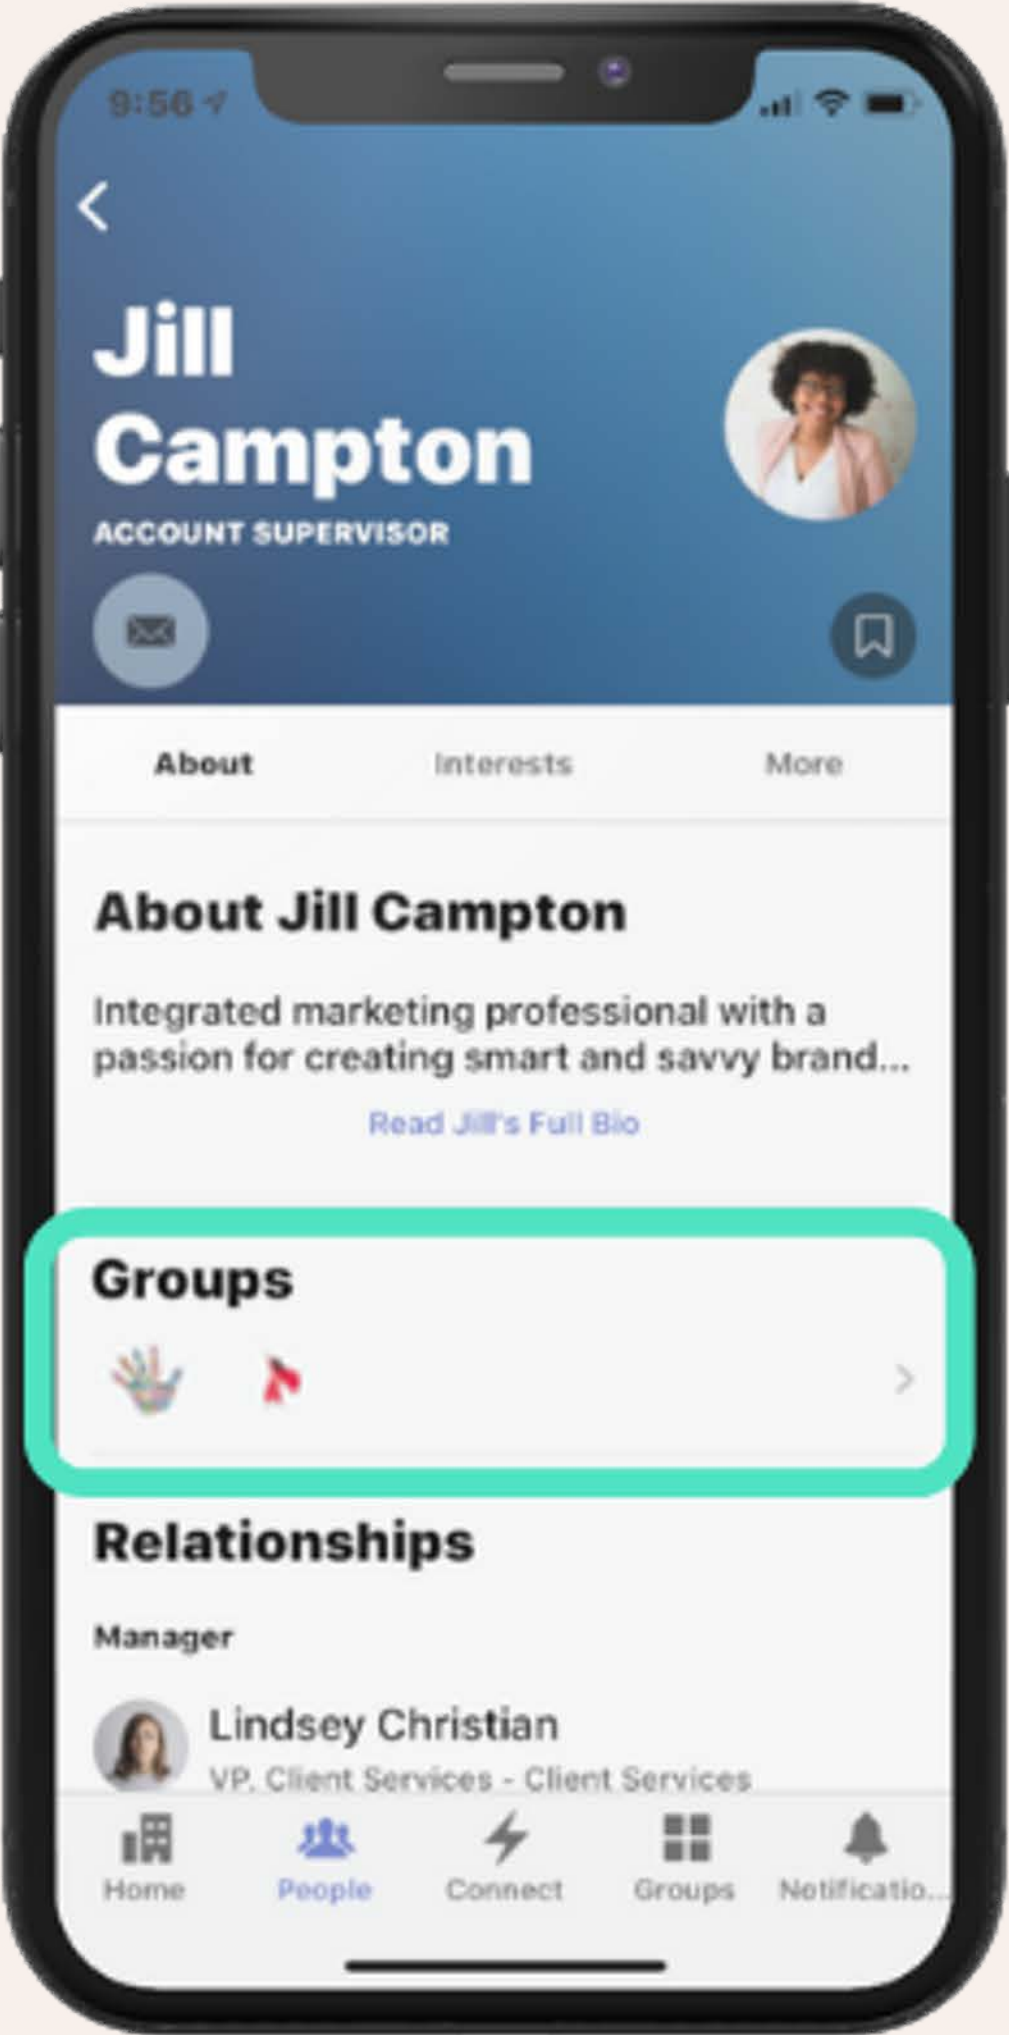 9:56
Jill
Campton
ACCOUNT SUPERVISOR
About Interests More
About Jill Campton
Integrated marketing professional with a
passion for creating smart and savvy brand...
Read Jill's Full Bio
Groups
Relationships
Manager
Lindsey Christian
VP, Client Services - Client Services
Home People Connect Groups Notificatio...